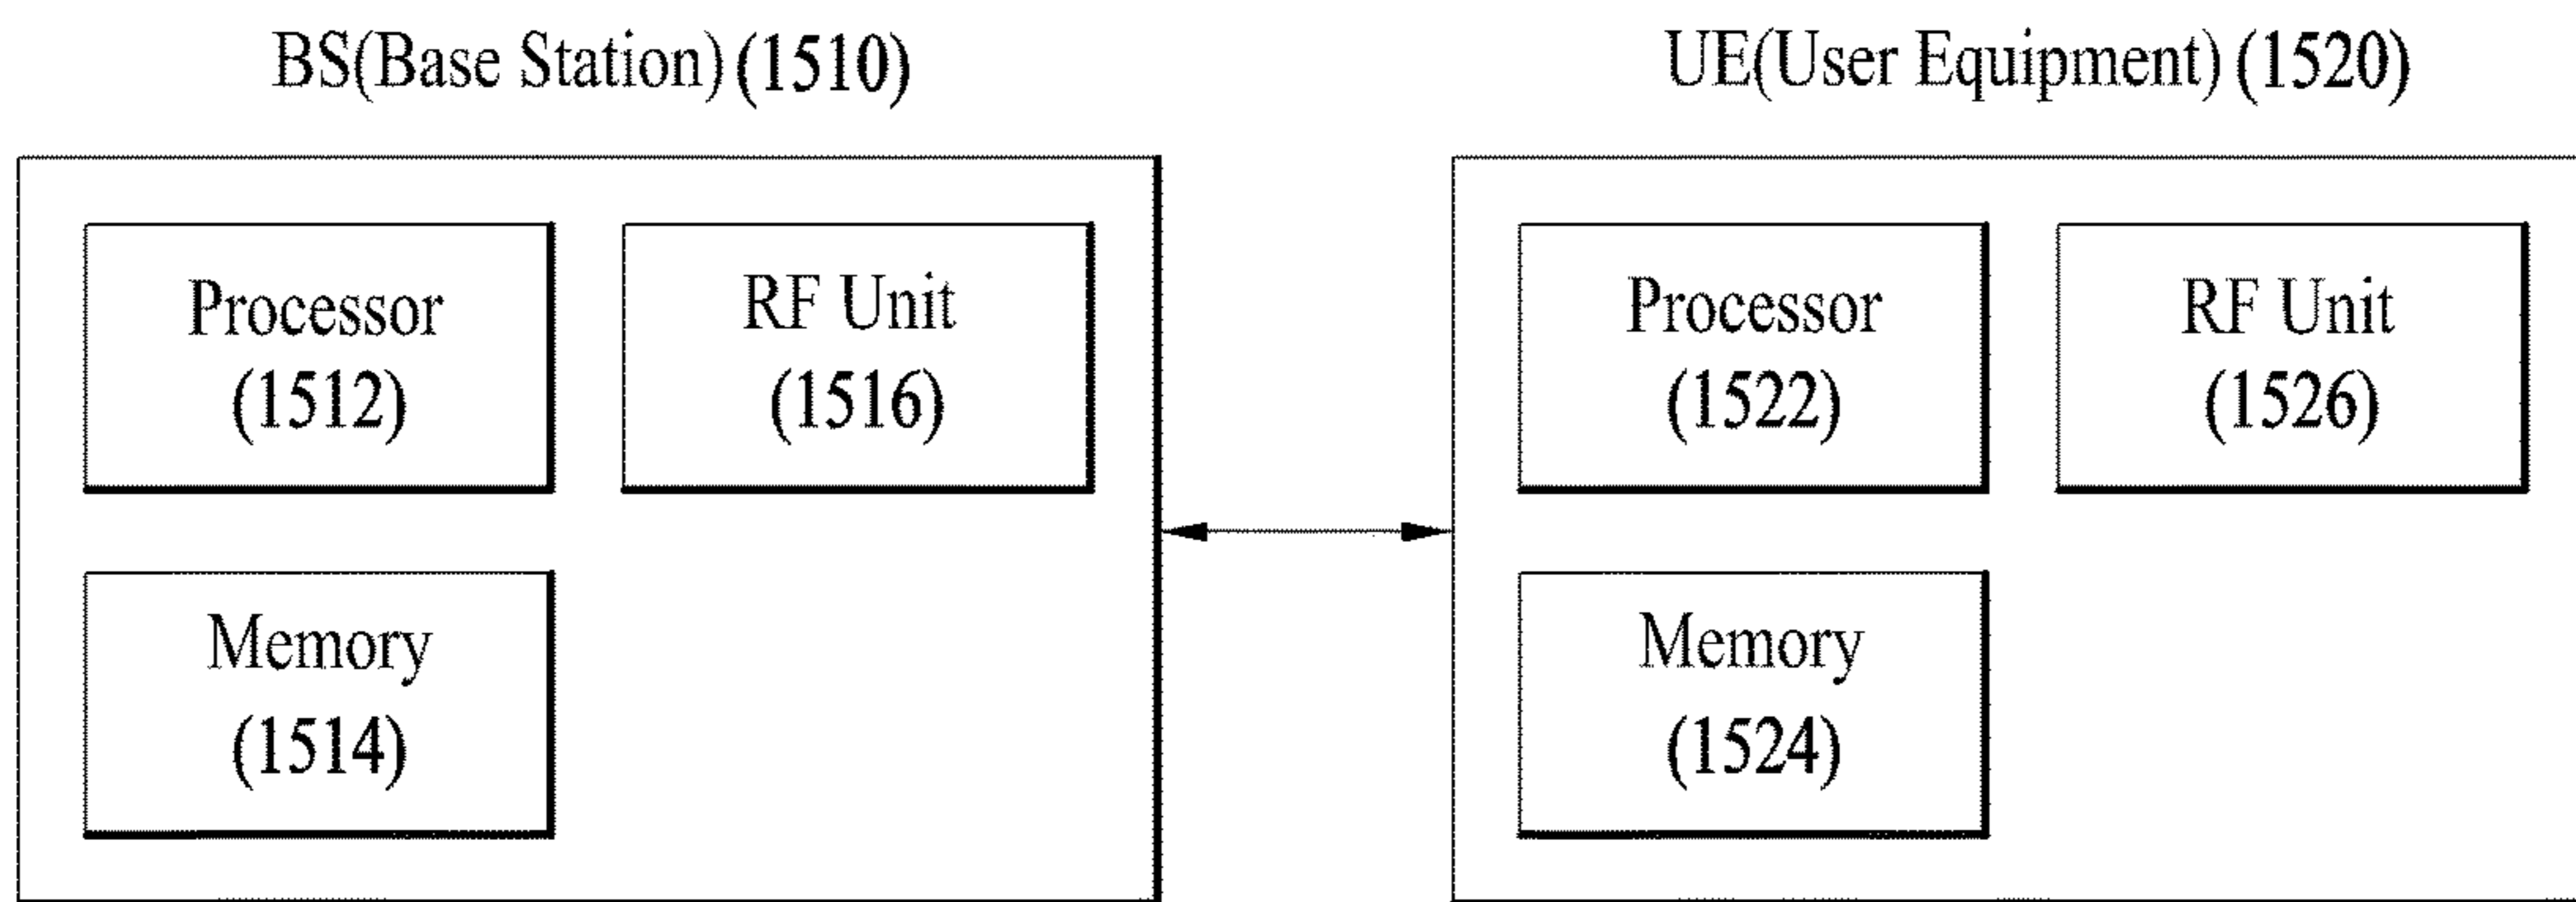 BS(Base Station) (1510)
UE(User Equipment) (1520)
Processor
(1512)
RF Unit
(1516)
Memory
(1514)
Processor
(1522)
RF Unit
(1526)
Memory
(1524)